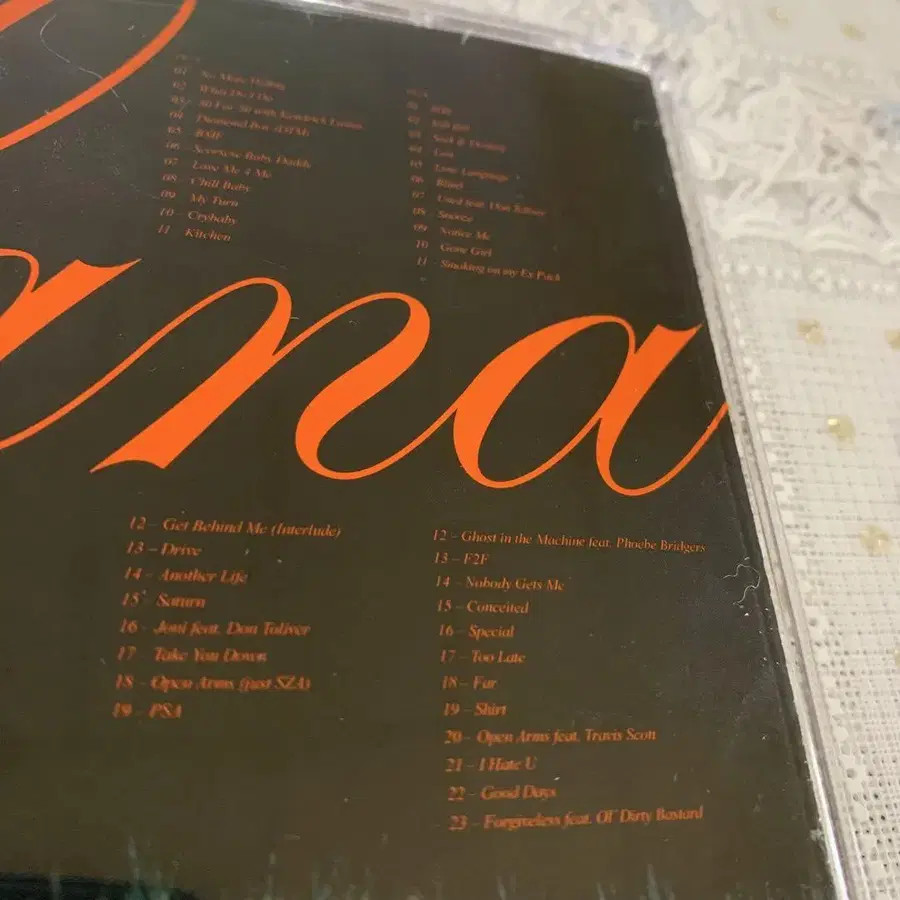 01 – No More Hiding
02 – What Do I Do
03 – 30 For 30 with Kendrick Lamar
04 – Diamond Boy (DTM)
05 – BMF
06 – Scorsese Baby Daddy
07 – Love Me 4 Me
08 – Chill Baby
09 – My Turn
10 – Crybaby
11 – Kitchen
01 – SOS
02 – Kill Bill
03 – Seek & Destroy
04 – Low
05 – Love Language
06 – Blind
07 – Used feat. Don Toliver
08 – Snooze
09 – Notice Me
10 – Gone Girl
11 – Smoking on my Ex Pack
ana
12 – Get Behind Me (Interlude)
13 – Drive
14 – Another Life
15 – Saturn
16 – Joni feat. Don Toliver
17 – Take You Down
18 – Open Arms (just SZA)
19 – PSA
12 – Ghost in the Machine feat. Phoebe Bridgers
13 – F2F
14 – Nobody Gets Me
15 – Conceited
16 – Special
17 – Too Late
18 – Far
19 – Shirt
20 – Open Arms feat. Travis Scott
21 – I Hate U
22 – Good Days
23 – Forgiveless feat. Ol' Dirty Bastard